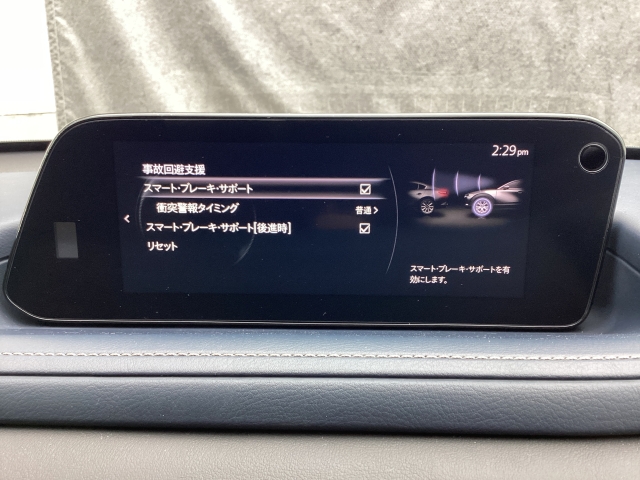 2:29pm
事故回避支援
スマート・ブレーキ・サポート
衝突警報タイミング 普通
スマート・ブレーキ・サポート[後進時]
リセット
スマート・ブレーキ・サポートを有
効にします。